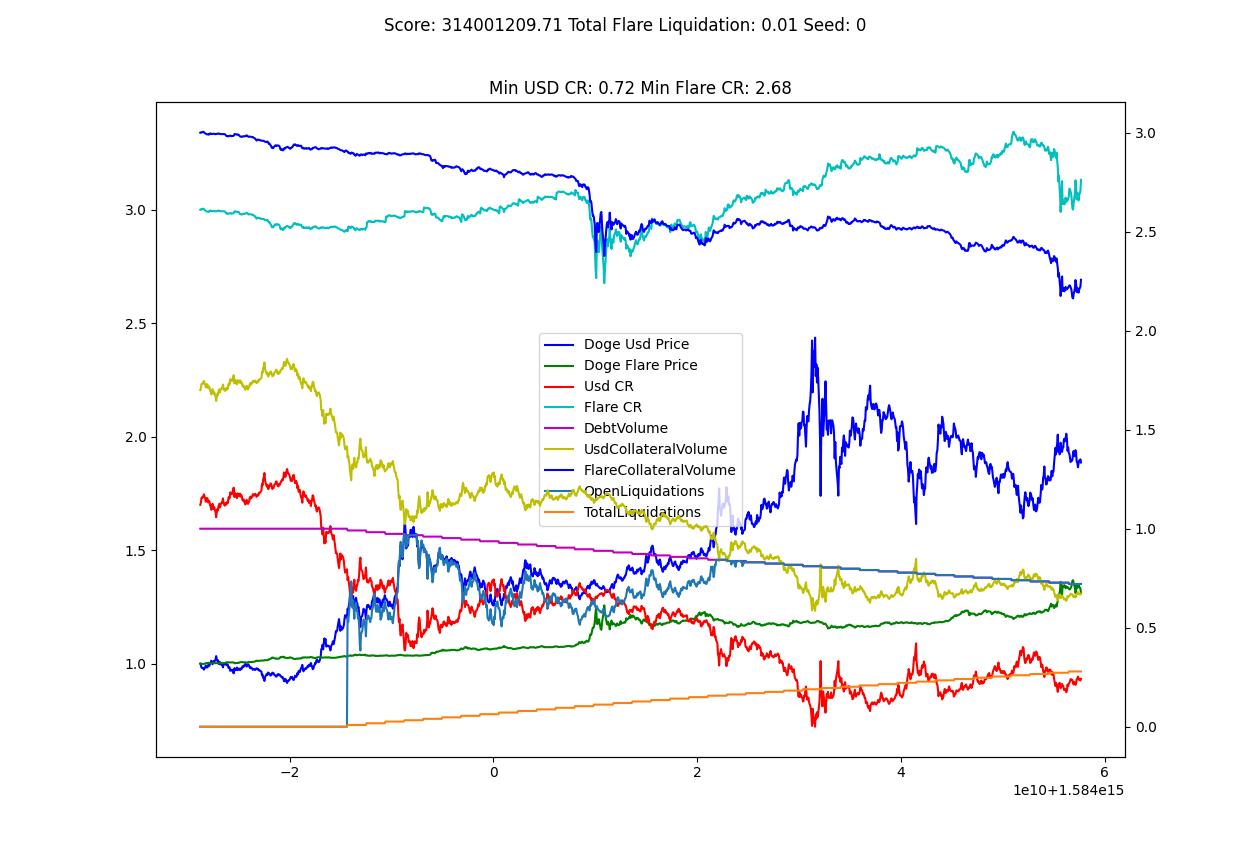 Score: 314001209.71 Total Flare Liquidation: 0.01 Seed: 0
Min USD CR: 0.72 Min Flare CR: 2.68
3.0
2.5
2.0
1.5
1.0
3.0
2.5
2.0
1.5
1.0
0.5
0.0
Doge Usd Price
Doge Flare Price
Usd CR
Flare CR
DebtVolume
UsdCollateralVolume
FlareCollateralVolume
OpenLiquidations
TotalLiquidations
−2 0 2 4 6
1e10+1.584e15